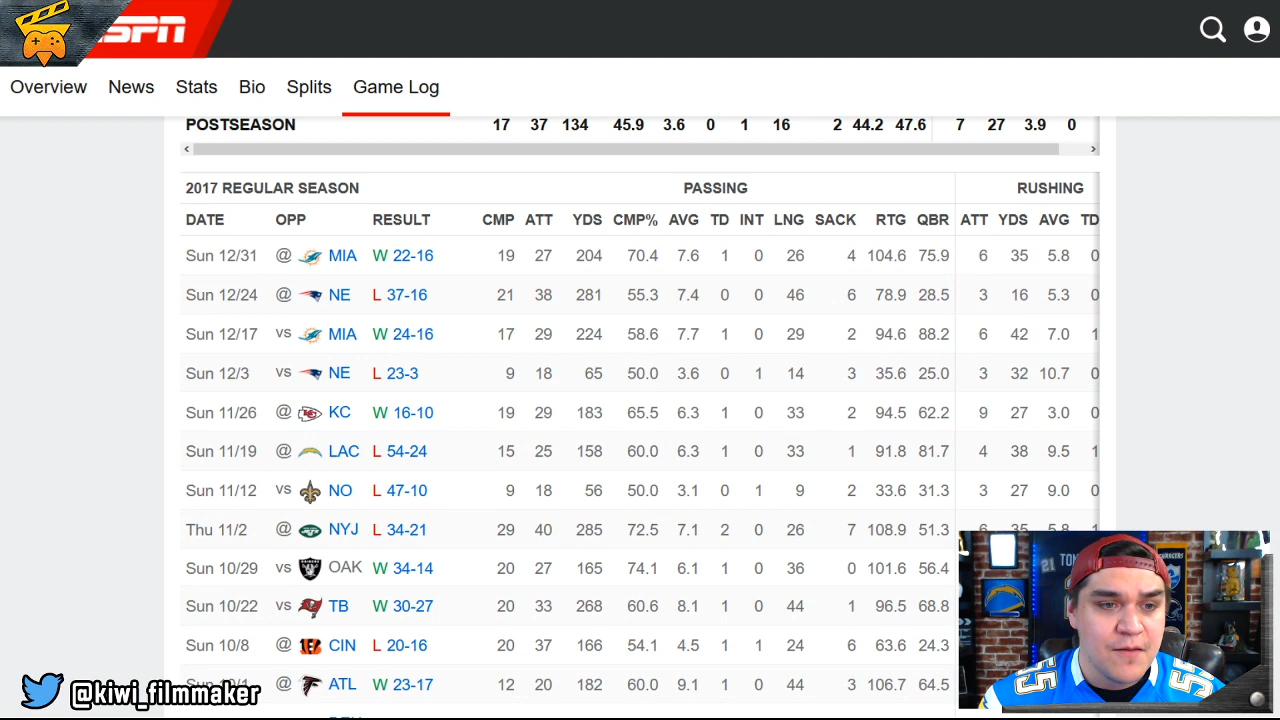 ESPN
Overview News Stats Bio Splits Game Log
POSTSEASON 17 37 134 45.9 3.6 0 1 16 2 44.2 47.6 7 27 3.9 0
2017 REGULAR SEASON PASSING RUSHING
DATE OPP RESULT CMP ATT YDS CMP% AVG TD INT LNG SACK RTG QBR ATT YDS AVG TD
Sun 12/31 @ MIA W 22-16 19 27 204 70.4 7.6 1 0 26 4 104.6 75.9 6 35 5.8 0
Sun 12/24 @ NE L 37-16 21 38 281 55.3 7.4 0 0 46 6 78.9 28.5 3 16 5.3 0
Sun 12/17 vs MIA W 24-16 17 29 224 58.6 7.7 1 0 29 2 94.6 88.2 6 42 7.0 1
Sun 12/3 vs NE L 23-3 9 18 65 50.0 3.6 0 1 14 3 35.6 25.0 3 32 10.7 0
Sun 11/26 @ KC W 16-10 19 29 183 65.5 6.3 1 0 33 2 94.5 62.2 9 27 3.0 0
Sun 11/19 @ LAC L 54-24 15 25 158 60.0 6.3 1 0 33 1 91.8 81.7 4 38 9.5 1
Sun 11/12 vs NO L 47-10 9 18 56 50.0 3.1 0 1 9 2 33.6 31.3 3 27 9.0 0
Thu 11/2 @ NYJ L 34-21 29 40 285 72.5 7.1 2 0 26 7 108.9 51.3 6 35 5.8 1
Sun 10/29 vs OAK W 34-14 20 27 165 74.1 6.1 1 0 36 0 101.6 56.4
Sun 10/22 vs TB W 30-27 20 33 268 60.6 8.1 1 0 44 1 96.5 68.8
Sun 10/8 @ CIN L 20-16 20 37 166 54.1 4.5 1 1 24 6 63.6 24.3
Sun 10/1 @ ATL W 23-17 12 20 182 60.0 9.1 1 0 44 3 106.7 64.5
@kiwi_filmmaker
55 55